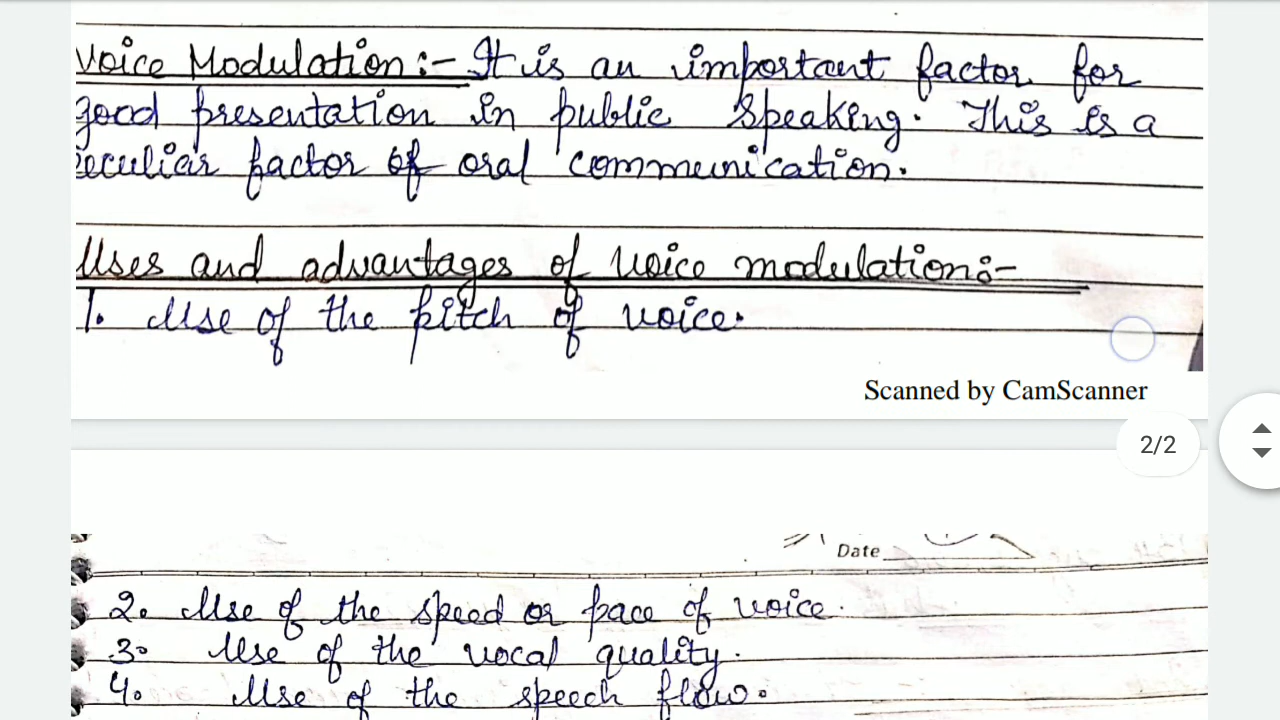 Voice Modulation :- It is an important factor for
good presentation in public speaking. This is a
peculiar factor of oral communication.
Uses and advantages of voice modulation :-
1. Use of the pitch of voice.
Scanned by CamScanner
2/2
Date
2. Use of the speed or pace of voice.
3. Use of the vocal quality.
4. Use of the speech flow.